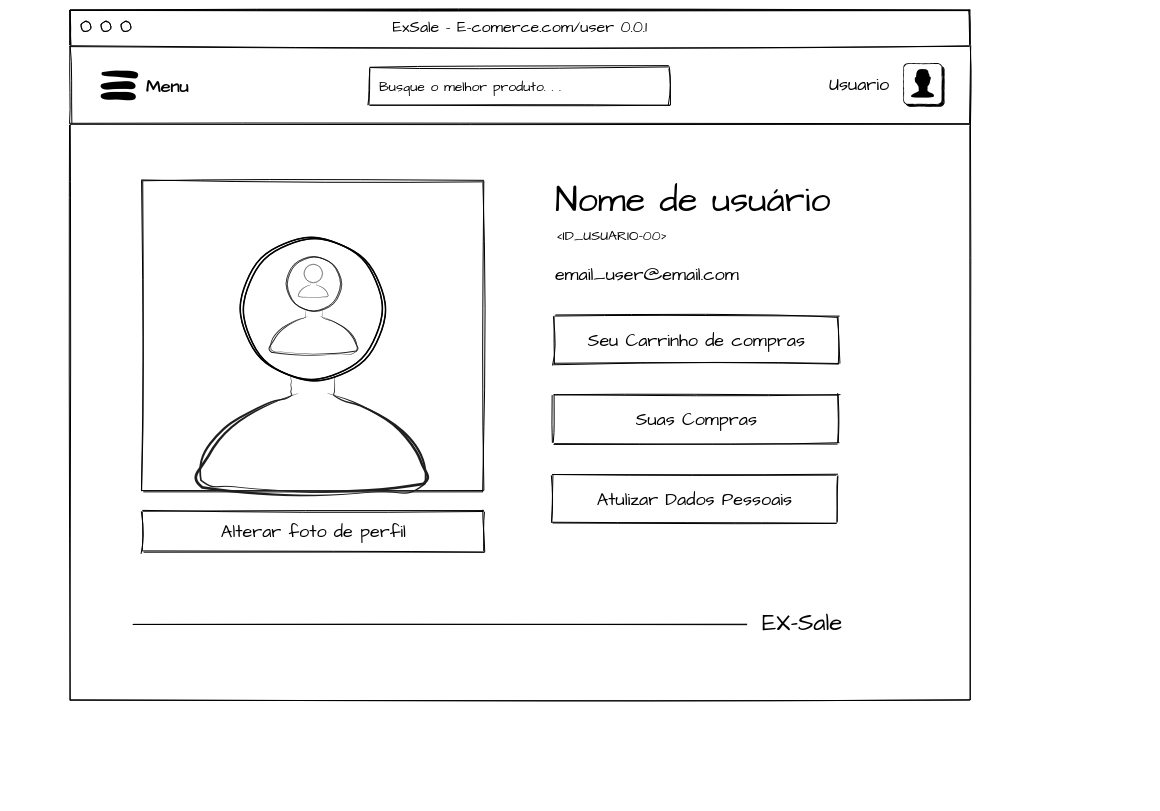 ExSale - E-comerce.com/user 0.0.1
Menu
Busque o melhor produto. . .
Usuario
Nome de usuário
<ID_USUARIO-00>
email_user@email.com
Seu Carrinho de compras
Suas Compras
Atulizar Dados Pessoais
Alterar foto de perfil
EX-Sale